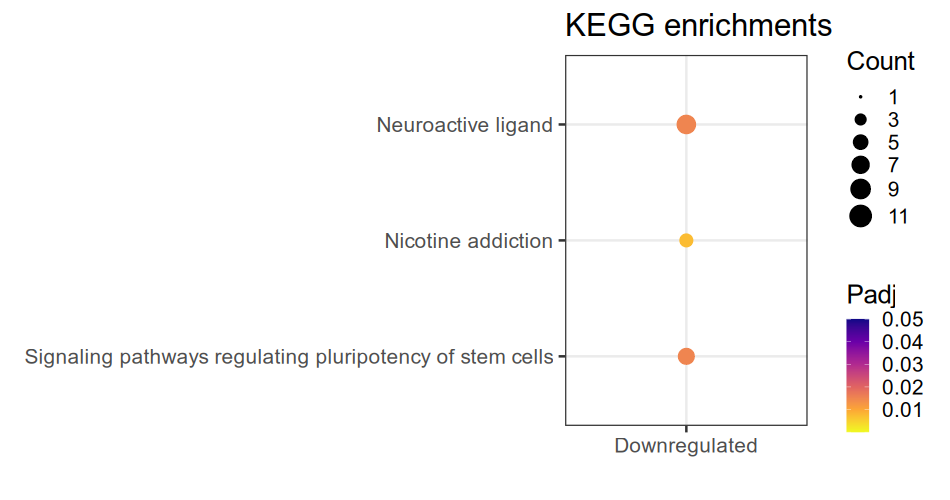 KEGG enrichments
Neuroactive ligand
Nicotine addiction
Signaling pathways regulating pluripotency of stem cells
Downregulated
Count
1
3
5
7
9
11
Padj
0.05
0.04
0.03
0.02
0.01